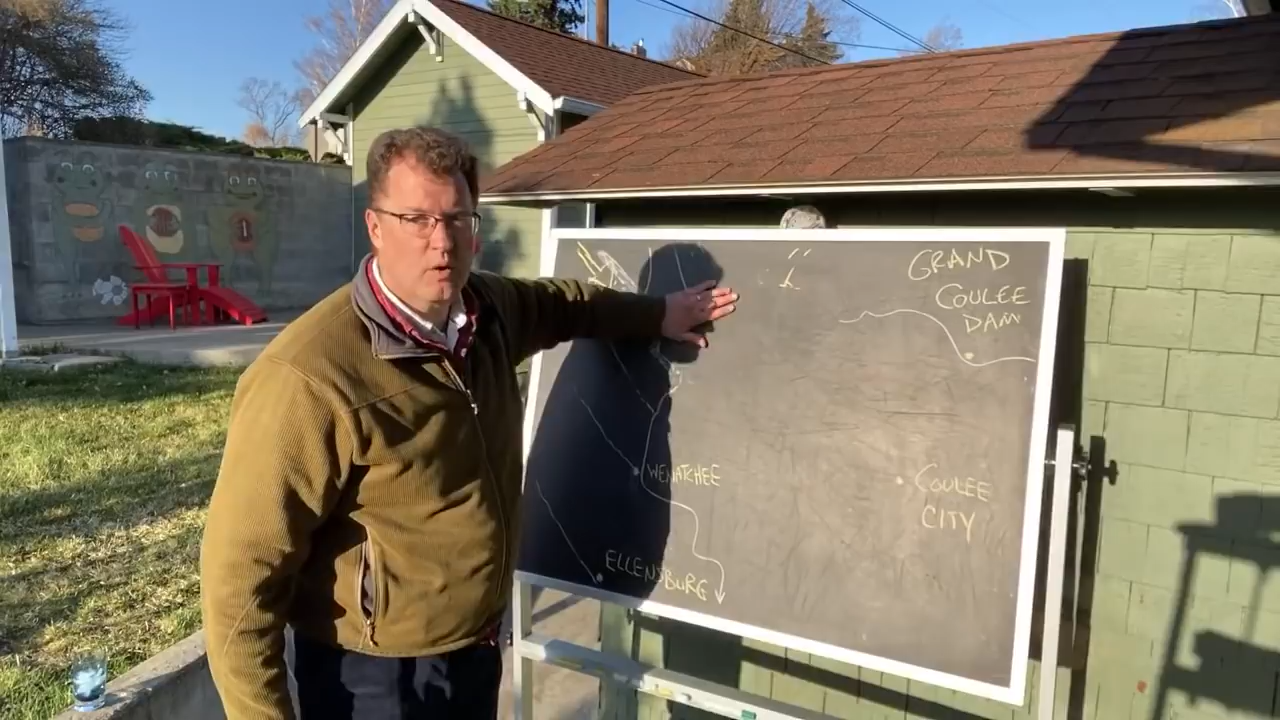 GRAND
COULEE
DAM
WENATCHEE
COULEE
CITY
ELLENSBURG